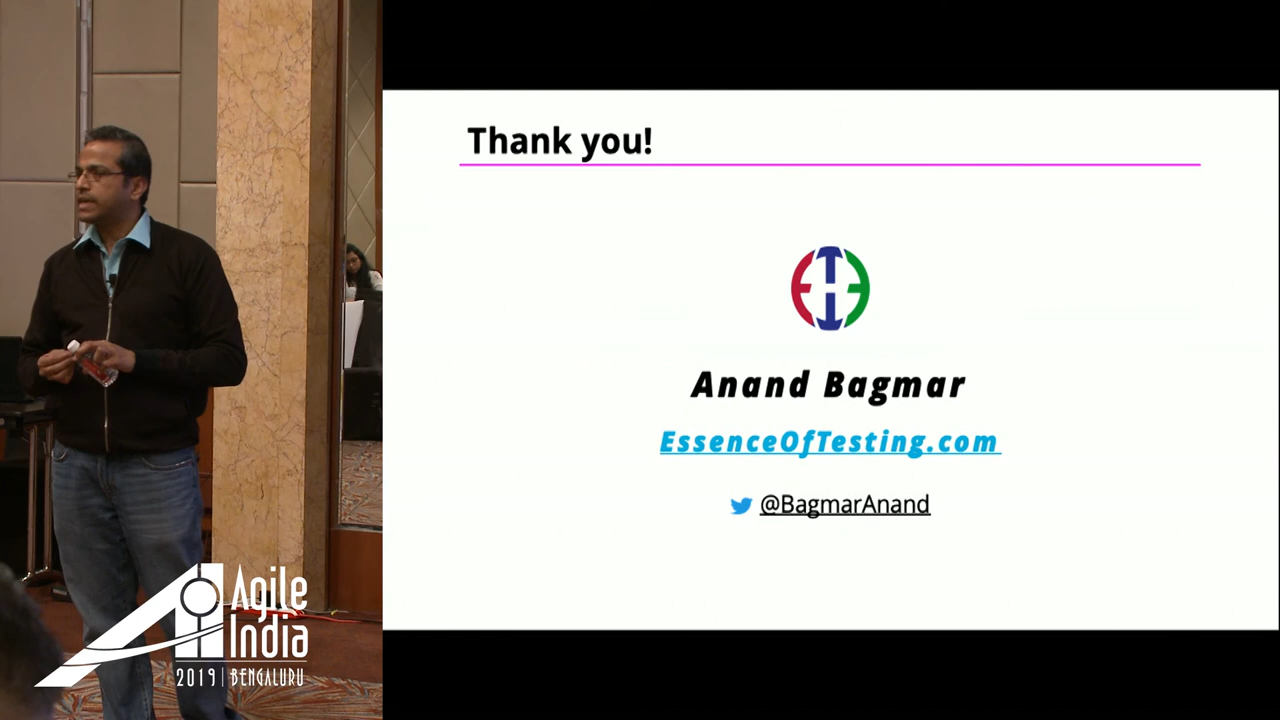 Thank you!
Anand Bagmar
EssenceOfTesting.com
@BagmarAnand
Agile
India
2019 | BENGALURU